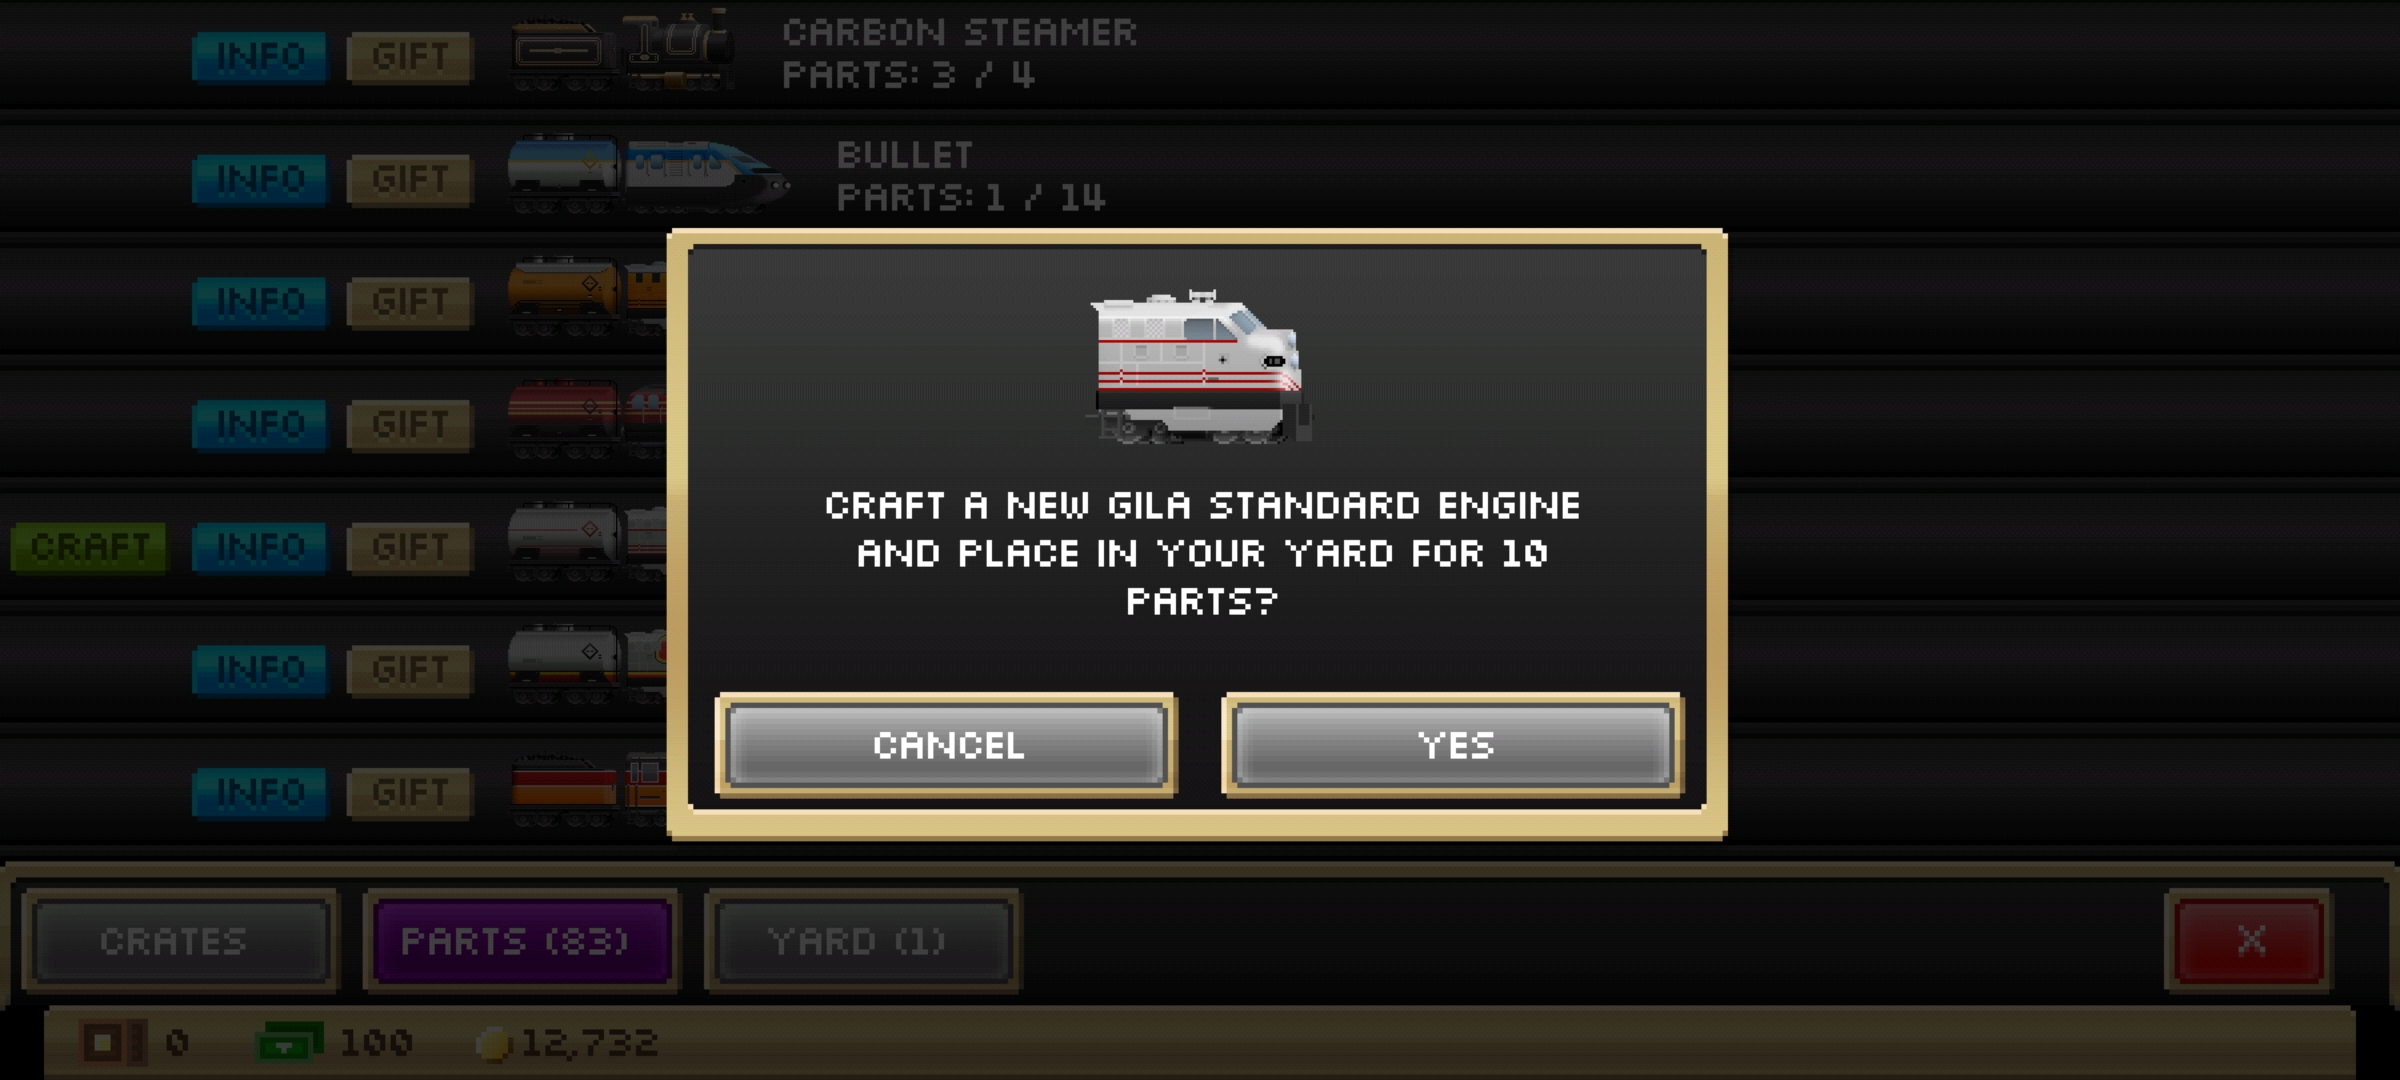 INFO GIFT CARBON STEAMER
PARTS: 3 / 4
INFO GIFT BULLET
PARTS: 1 / 14
INFO GIFT
INFO GIFT
CRAFT INFO GIFT
INFO GIFT
INFO GIFT
CRAFT A NEW GILA STANDARD ENGINE
AND PLACE IN YOUR YARD FOR 10
PARTS?
CANCEL YES
CRATES PARTS (83) YARD (1) X
0 100 12,732